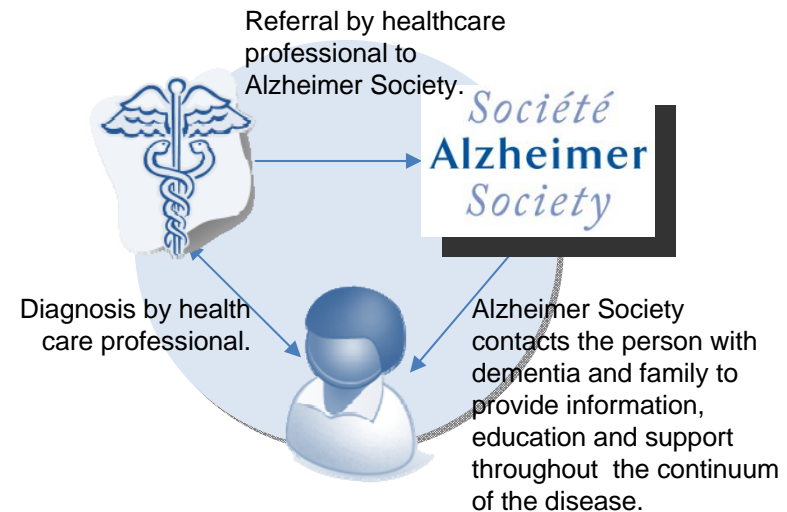 Referral by healthcare
professional to
Alzheimer Society.
Société
Alzheimer
Society
Diagnosis by health
care professional.
Alzheimer Society
contacts the person with
dementia and family to
provide information,
education and support
throughout  the continuum
of the disease.